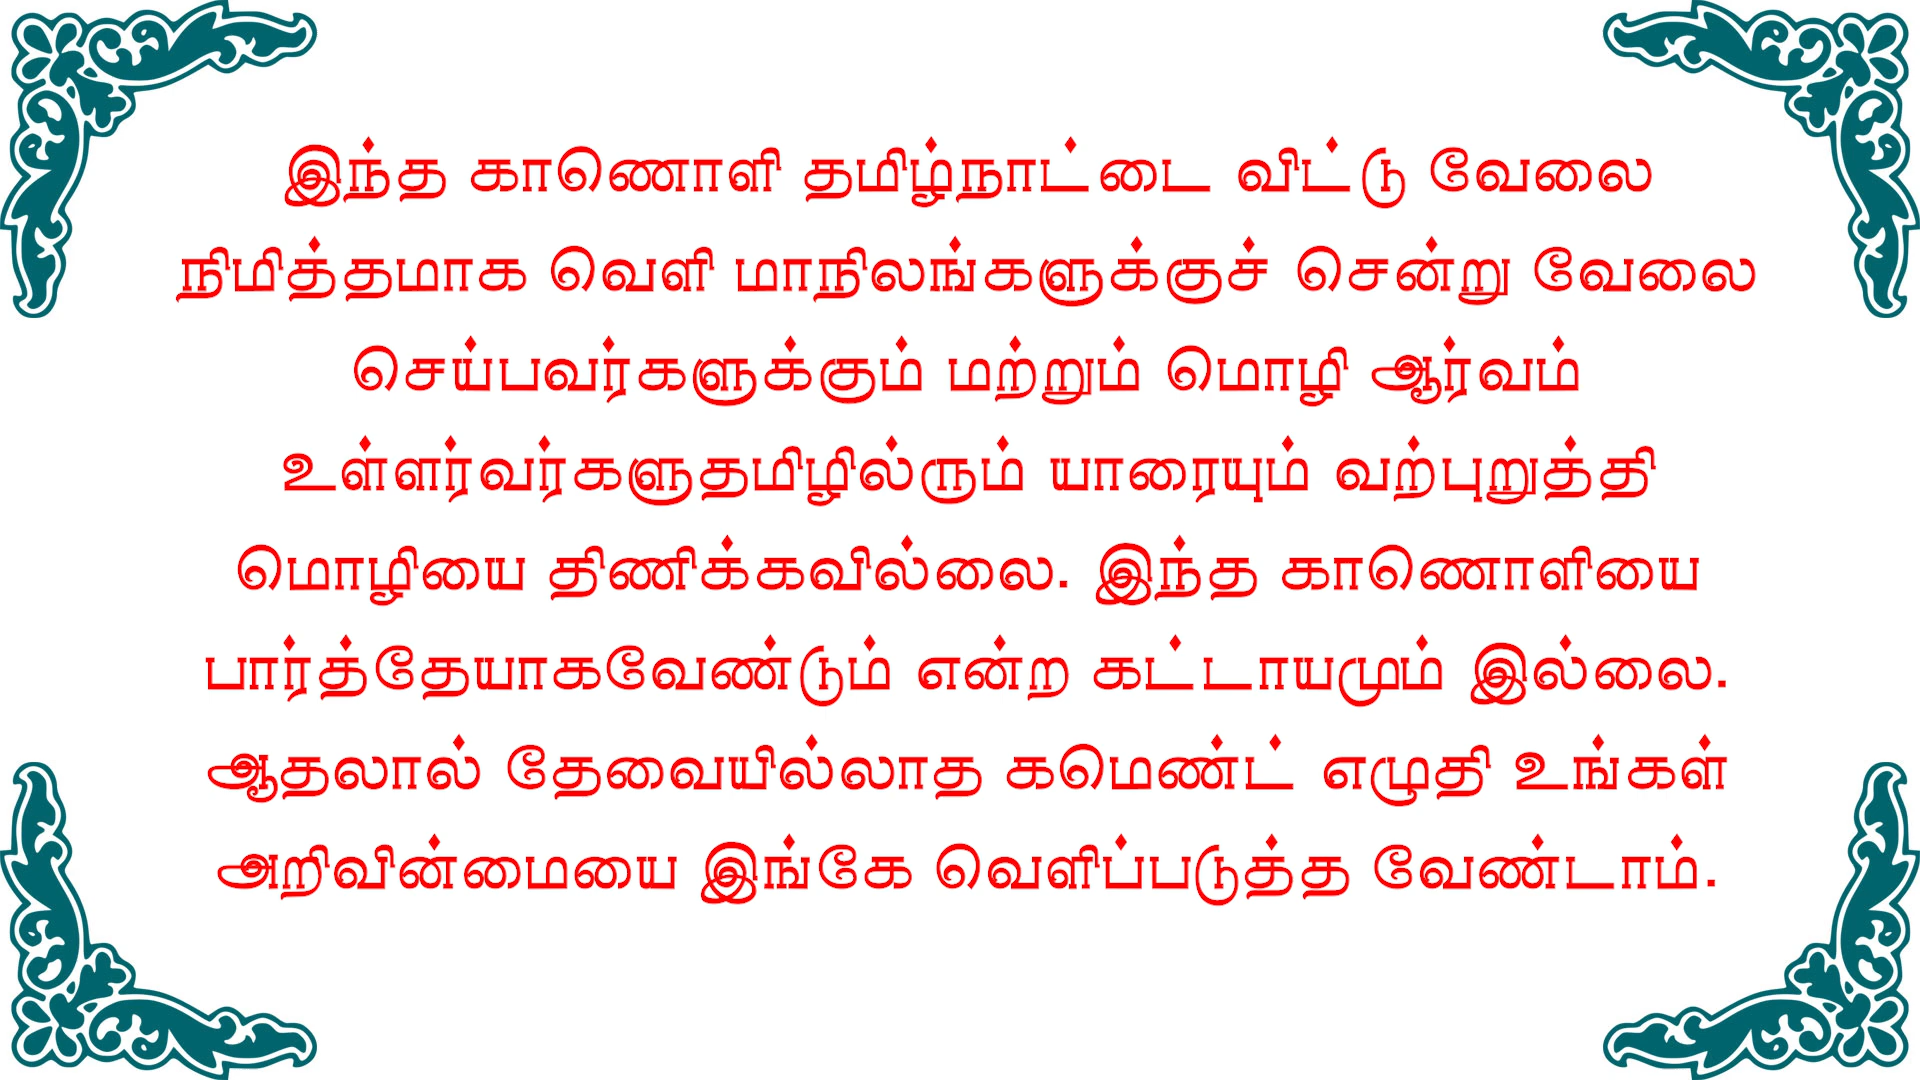 இந்த காணொளி தமிழ்நாட்டை விட்டு வேலை
நிமித்தமாக வெளி மாநிலங்களுக்குச் சென்று வேலை
செய்பவர்களுக்கும் மற்றும் மொழி ஆர்வம்
உள்ளர்வர்களுதமிழில்ரும் யாரையும் வற்புறுத்தி
மொழியை திணிக்கவில்லை. இந்த காணொளியை
பார்த்தேயாகவேண்டும் என்ற கட்டாயமும் இல்லை.
ஆதலால் தேவையில்லாத கமெண்ட் எழுதி உங்கள்
அறிவின்மையை இங்கே வெளிப்படுத்த வேண்டாம்.